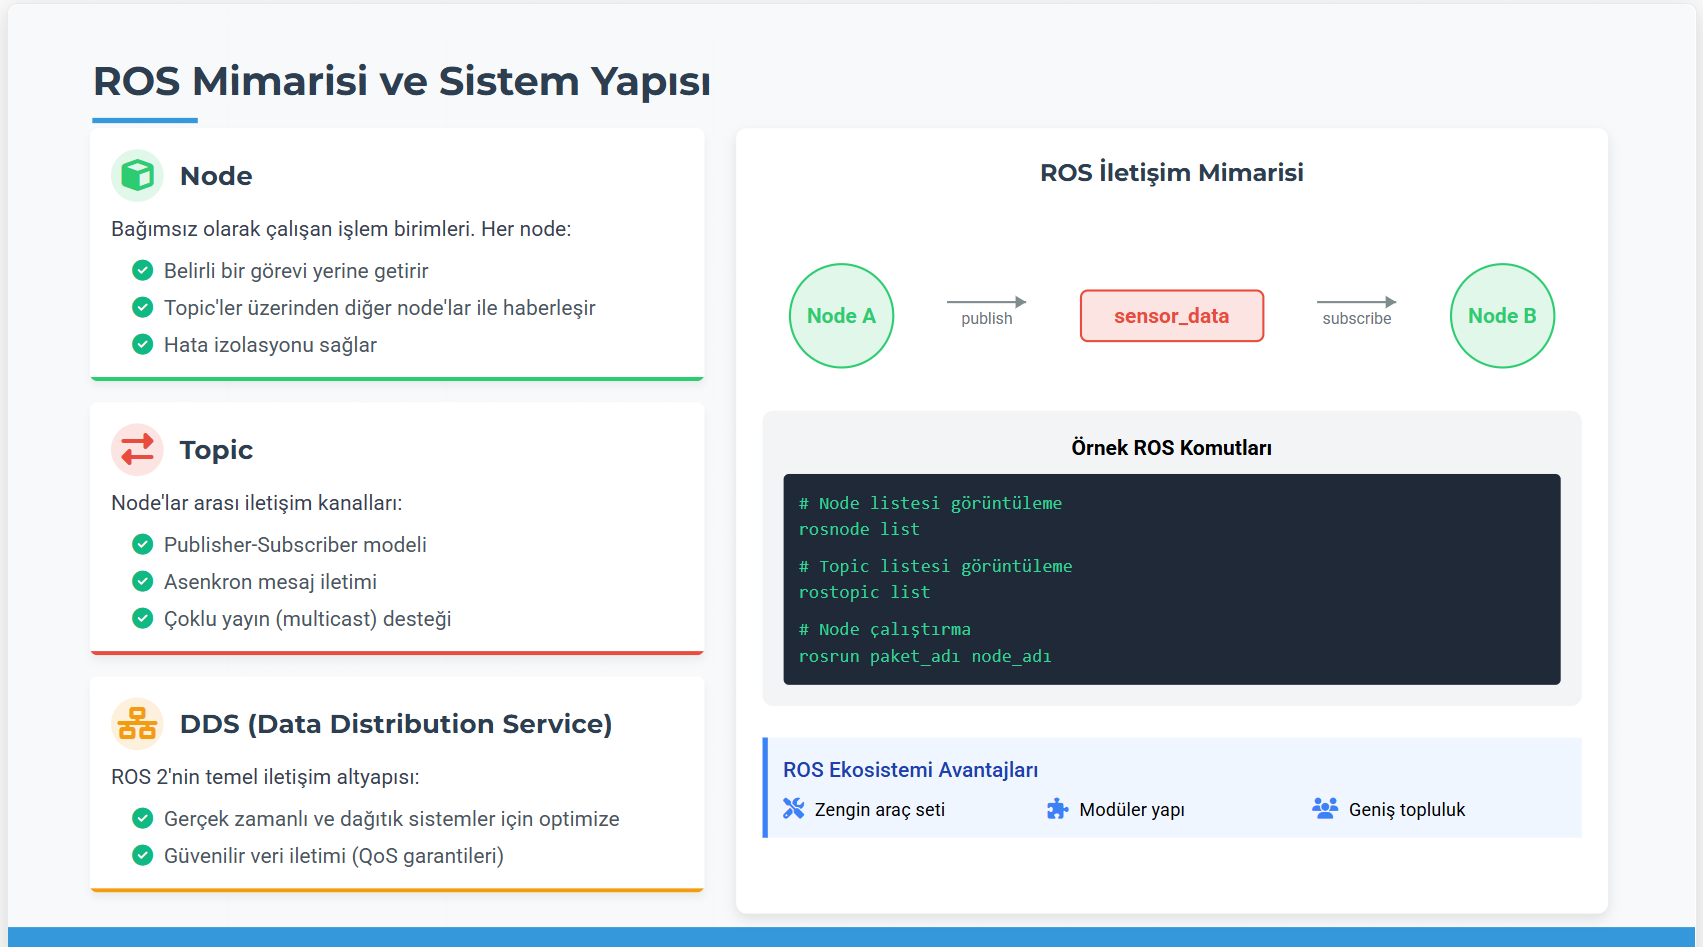 ROS Mimarisi ve Sistem Yapısı
Node
Bağımsız olarak çalışan işlem birimleri. Her node:
Belirli bir görevi yerine getirir
Topic'ler üzerinden diğer node'lar ile haberleşir
Hata izolasyonu sağlar
Topic
Node'lar arası iletişim kanalları:
Publisher-Subscriber modeli
Asenkron mesaj iletimi
Çoklu yayın (multicast) desteği
DDS (Data Distribution Service)
ROS 2'nin temel iletişim altyapısı:
Gerçek zamanlı ve dağıtık sistemler için optimize
Güvenilir veri iletimi (QoS garantileri)
ROS İletişim Mimarisi
Node A
publish
sensor_data
subscribe
Node B
Örnek ROS Komutları
# Node listesi görüntüleme
rosnode list
# Topic listesi görüntüleme
rostopic list
# Node çalıştırma
rosrun paket_adı node_adı
ROS Ekosistemi Avantajları
Zengin araç seti
Modüler yapı
Geniş topluluk